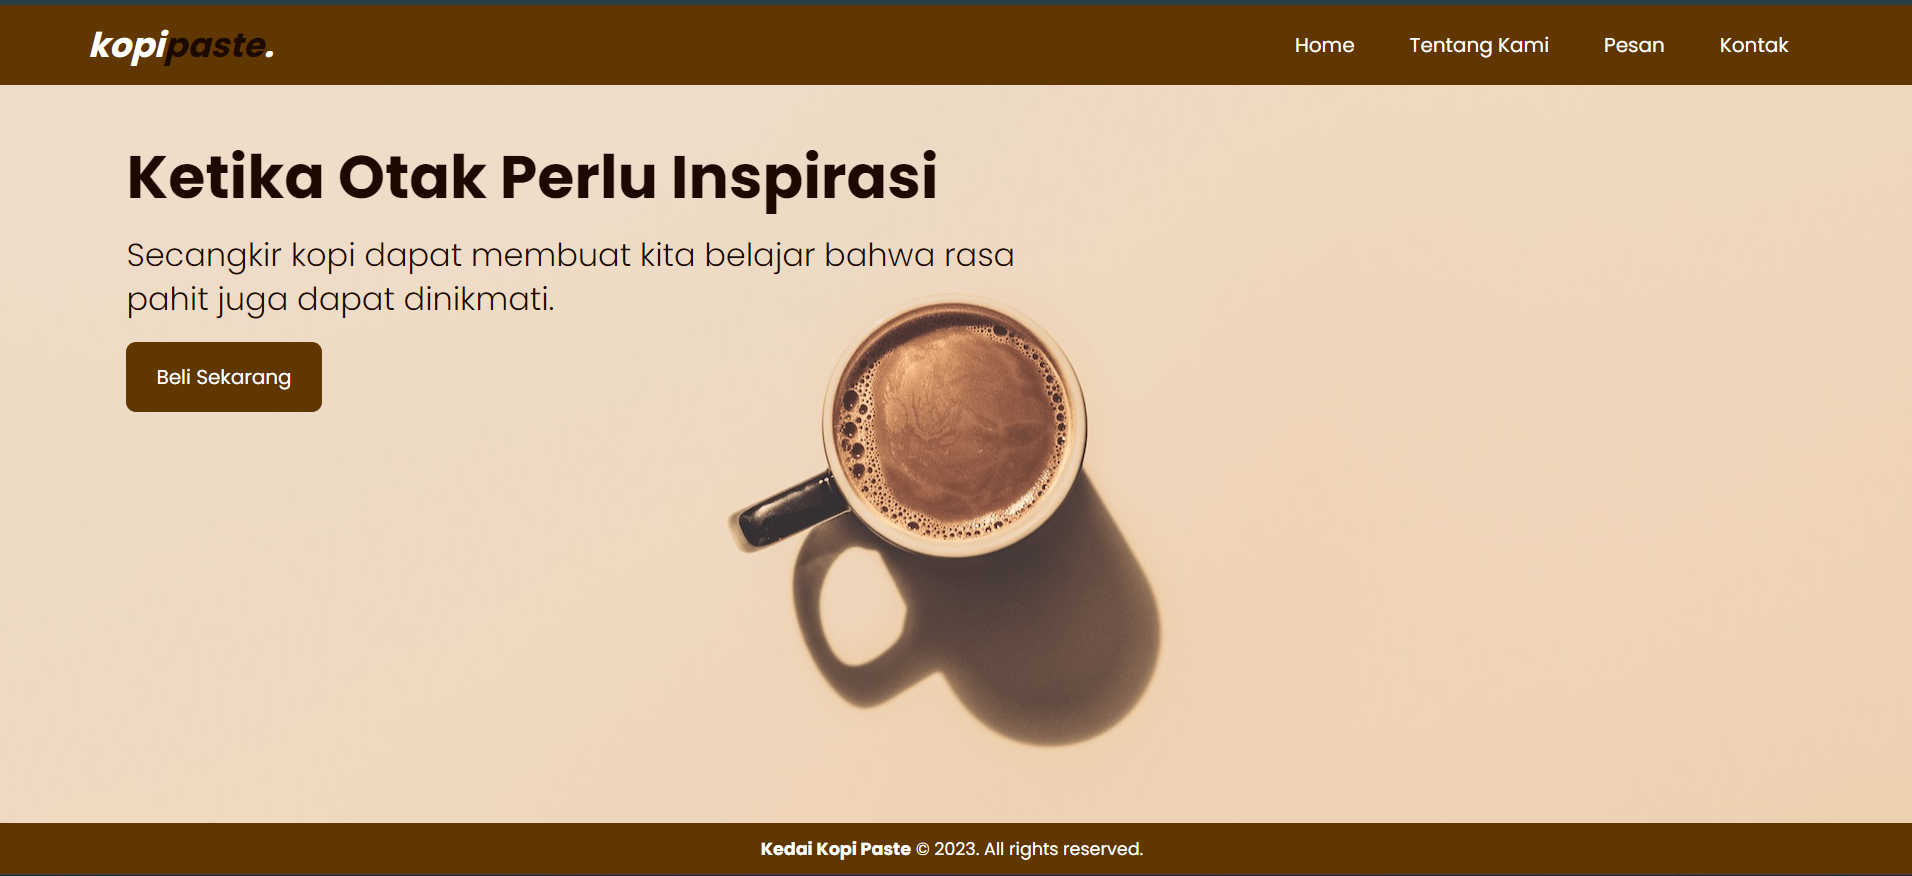 kopipaste.
Home
Tentang Kami
Pesan
Kontak
Ketika Otak Perlu Inspirasi
Secangkir kopi dapat membuat kita belajar bahwa rasa
pahit juga dapat dinikmati.
Beli Sekarang
Kedai Kopi Paste © 2023. All rights reserved.